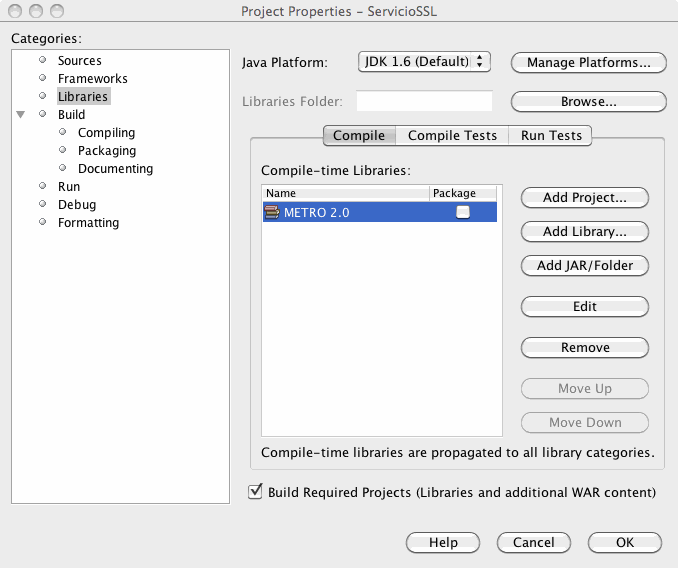 Project Properties – ServicioSSL
Categories:
Sources
Frameworks
Libraries
Build
Compiling
Packaging
Documenting
Run
Debug
Formatting
Java Platform: JDK 1.6 (Default) Manage Platforms...
Libraries Folder: Browse...
Compile Compile Tests Run Tests
Compile-time Libraries:
Name Package
METRO 2.0
Add Project...
Add Library...
Add JAR/Folder
Edit
Remove
Move Up
Move Down
Compile-time libraries are propagated to all library categories.
Build Required Projects (Libraries and additional WAR content)
Help Cancel OK